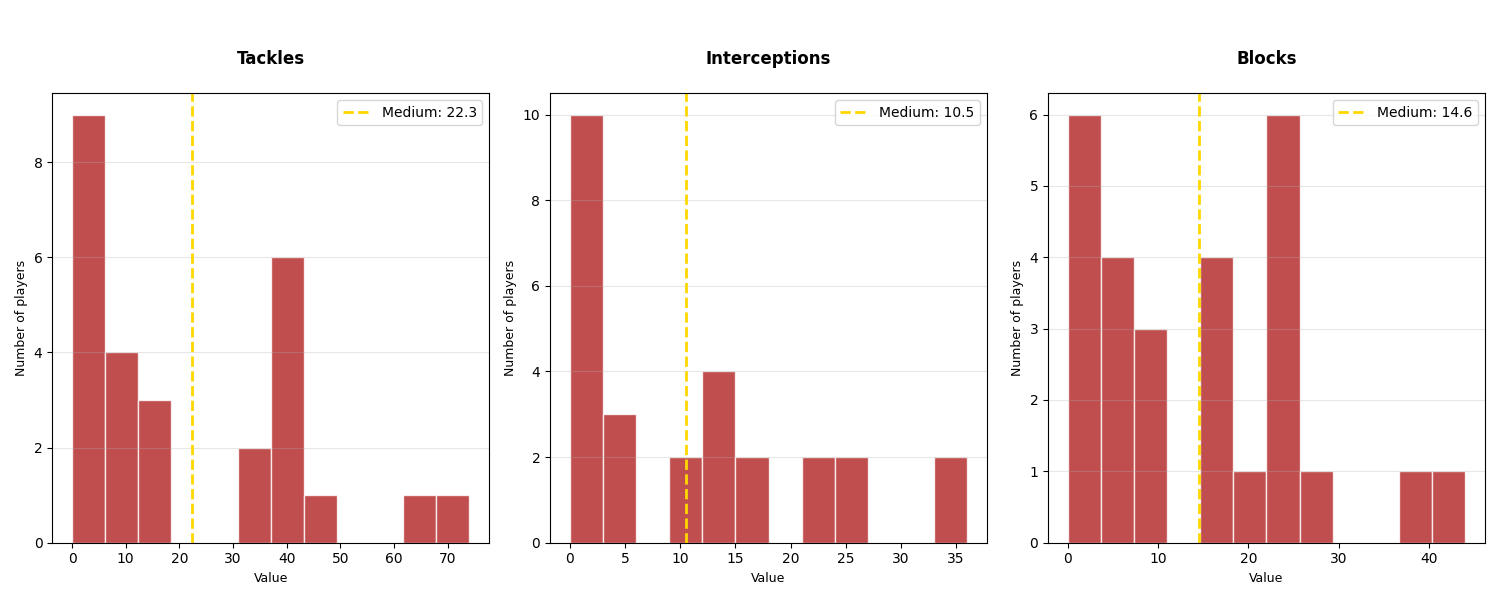 Tackles
Medium: 22.3
Number of players
0
2
4
6
8
0 10 20 30 40 50 60 70
Value
Interceptions
Medium: 10.5
Number of players
0
2
4
6
8
10
0 5 10 15 20 25 30 35
Value
Blocks
Medium: 14.6
Number of players
0
1
2
3
4
5
6
0 10 20 30 40
Value